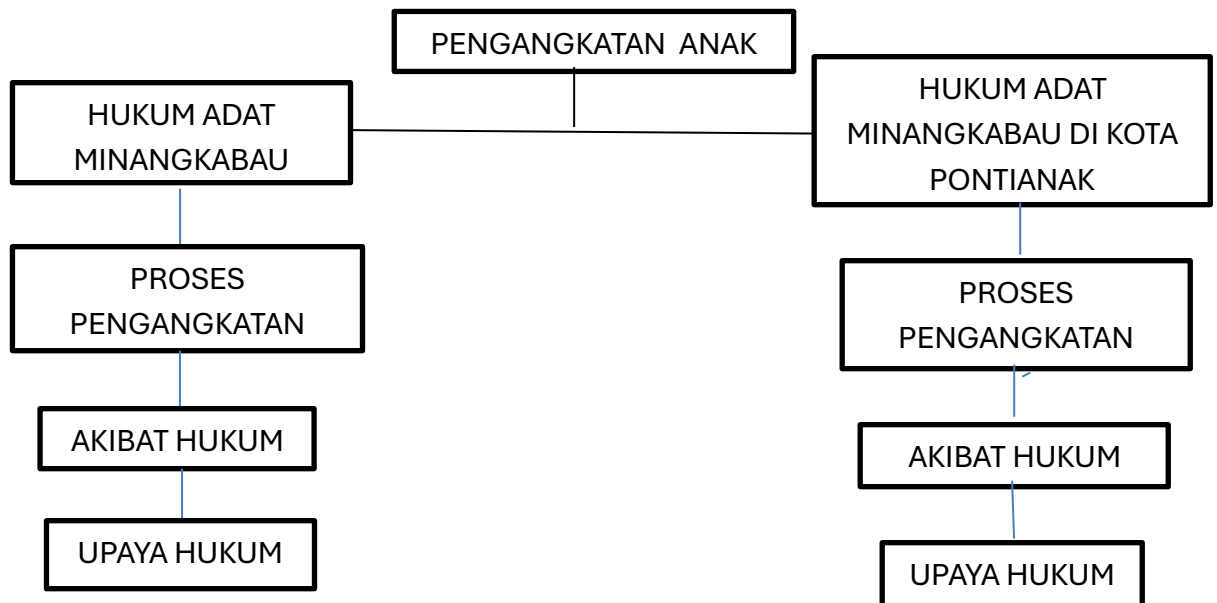 PENGANGKATAN ANAK
HUKUM ADAT
MINANGKABAU
HUKUM ADAT
MINANGKABAU DI KOTA
PONTIANAK
PROSES
PENGANGKATAN
PROSES
PENGANGKATAN
AKIBAT HUKUM
AKIBAT HUKUM
UPAYA HUKUM
UPAYA HUKUM